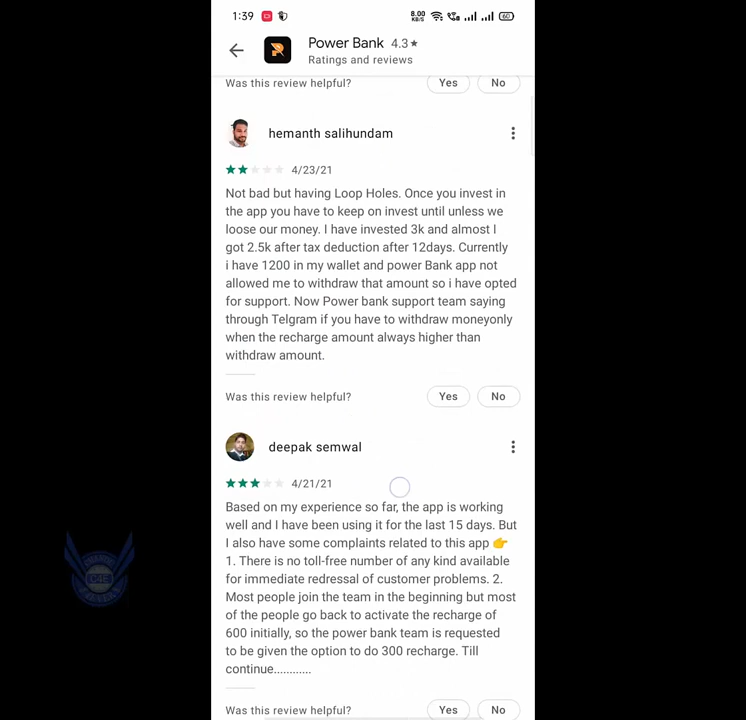 1:39
8.00
KB/S
60
Power Bank 4.3★
Ratings and reviews
Was this review helpful? Yes No
hemanth salihundam
4/23/21
Not bad but having Loop Holes. Once you invest in
the app you have to keep on invest until unless we
loose our money. I have invested 3k and almost I
got 2.5k after tax deduction after 12days. Currently
i have 1200 in my wallet and power Bank app not
allowed me to withdraw that amount so i have opted
for support. Now Power bank support team saying
through Telgram if you have to withdraw moneyonly
when the recharge amount always higher than
withdraw amount.
Was this review helpful? Yes No
deepak semwal
4/21/21
Based on my experience so far, the app is working
well and I have been using it for the last 15 days. But
I also have some complaints related to this app 👉
1. There is no toll-free number of any kind available
for immediate redressal of customer problems. 2.
Most people join the team in the beginning but most
of the people go back to activate the recharge of
600 initially, so the power bank team is requested
to be given the option to do 300 recharge. Till
continue............
Was this review helpful? Yes No